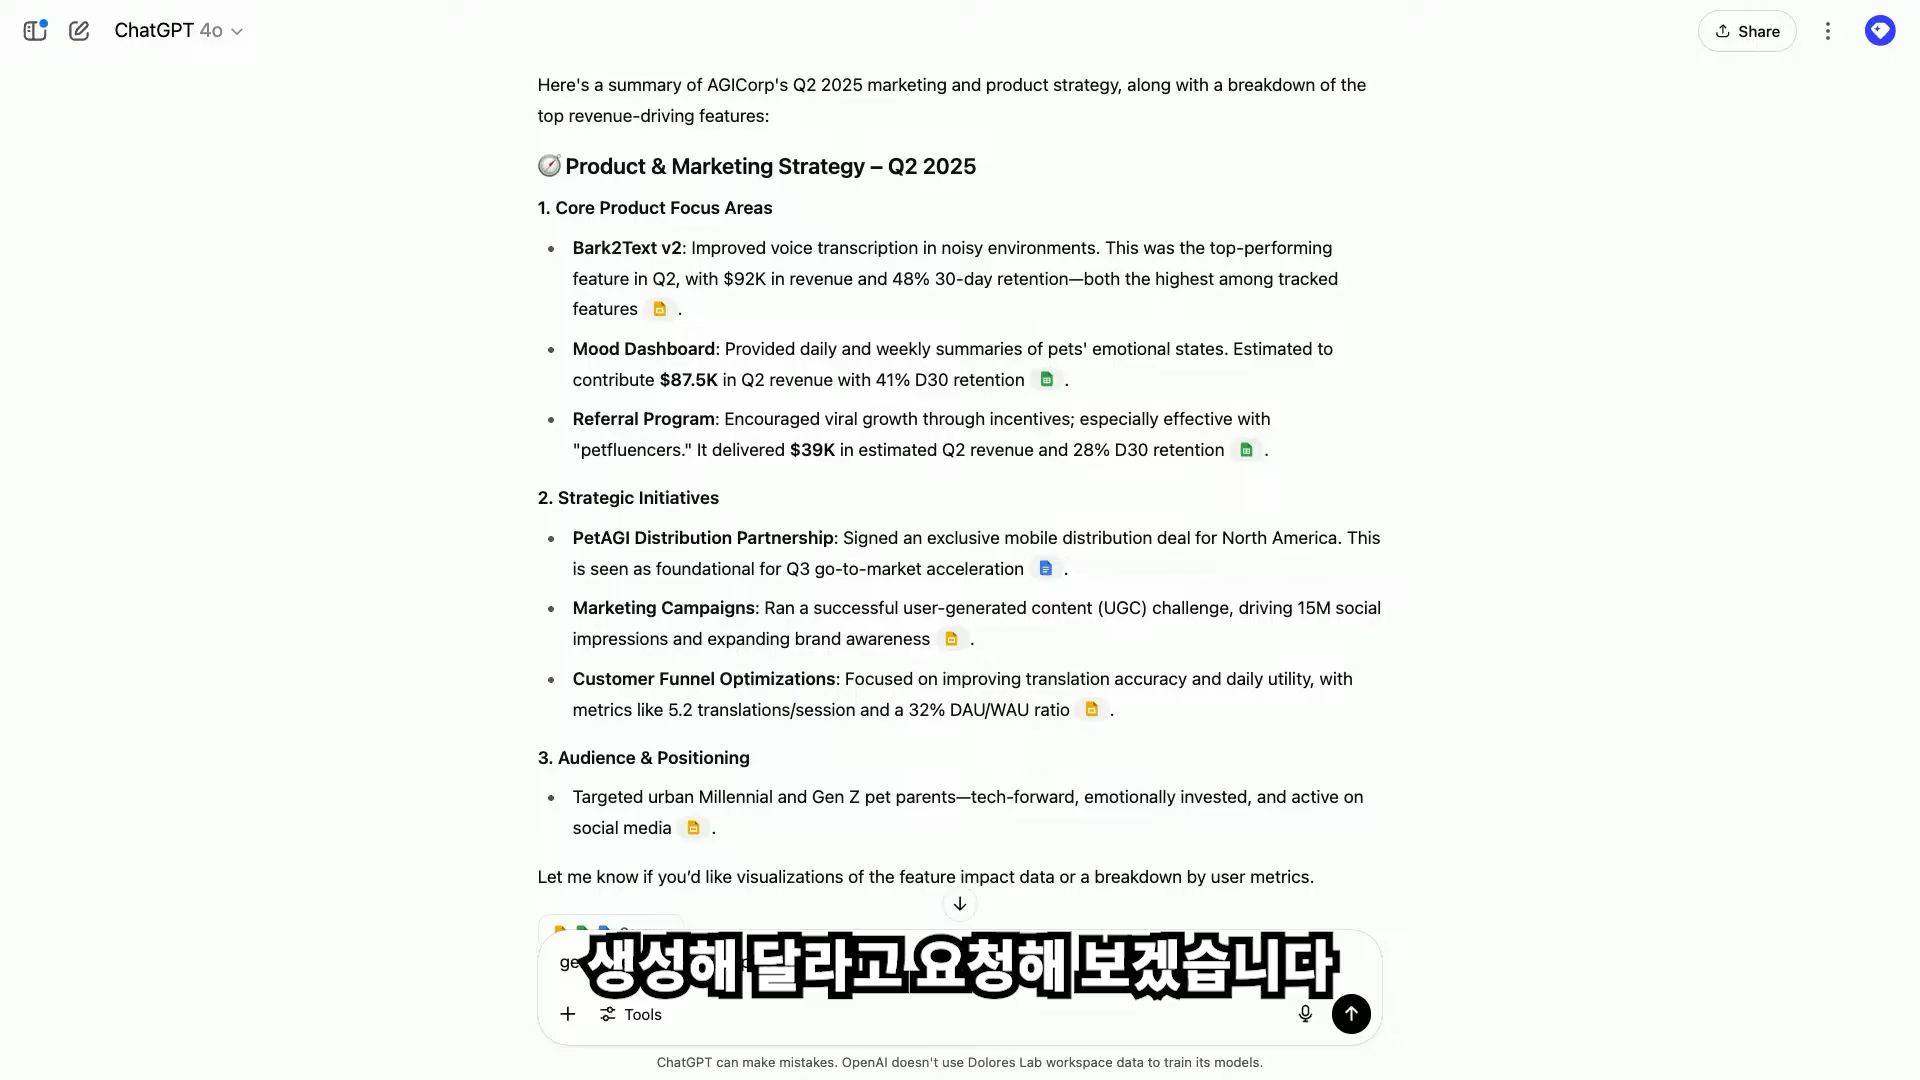 ChatGPT 4o
Share
Here's a summary of AGICorp's Q2 2025 marketing and product strategy, along with a breakdown of the
top revenue-driving features:
Product & Marketing Strategy – Q2 2025
1. Core Product Focus Areas
Bark2Text v2: Improved voice transcription in noisy environments. This was the top-performing
feature in Q2, with $92K in revenue and 48% 30-day retention—both the highest among tracked
features .
Mood Dashboard: Provided daily and weekly summaries of pets' emotional states. Estimated to
contribute $87.5K in Q2 revenue with 41% D30 retention .
Referral Program: Encouraged viral growth through incentives; especially effective with
"petfluencers." It delivered $39K in estimated Q2 revenue and 28% D30 retention .
2. Strategic Initiatives
PetAGI Distribution Partnership: Signed an exclusive mobile distribution deal for North America. This
is seen as foundational for Q3 go-to-market acceleration .
Marketing Campaigns: Ran a successful user-generated content (UGC) challenge, driving 15M social
impressions and expanding brand awareness .
Customer Funnel Optimizations: Focused on improving translation accuracy and daily utility, with
metrics like 5.2 translations/session and a 32% DAU/WAU ratio .
3. Audience & Positioning
Targeted urban Millennial and Gen Z pet parents—tech-forward, emotionally invested, and active on
social media .
Let me know if you’d like visualizations of the feature impact data or a breakdown by user metrics.
생성해 달라고 요청해 보겠습니다
Tools
ChatGPT can make mistakes. OpenAI doesn't use Dolores Lab workspace data to train its models.